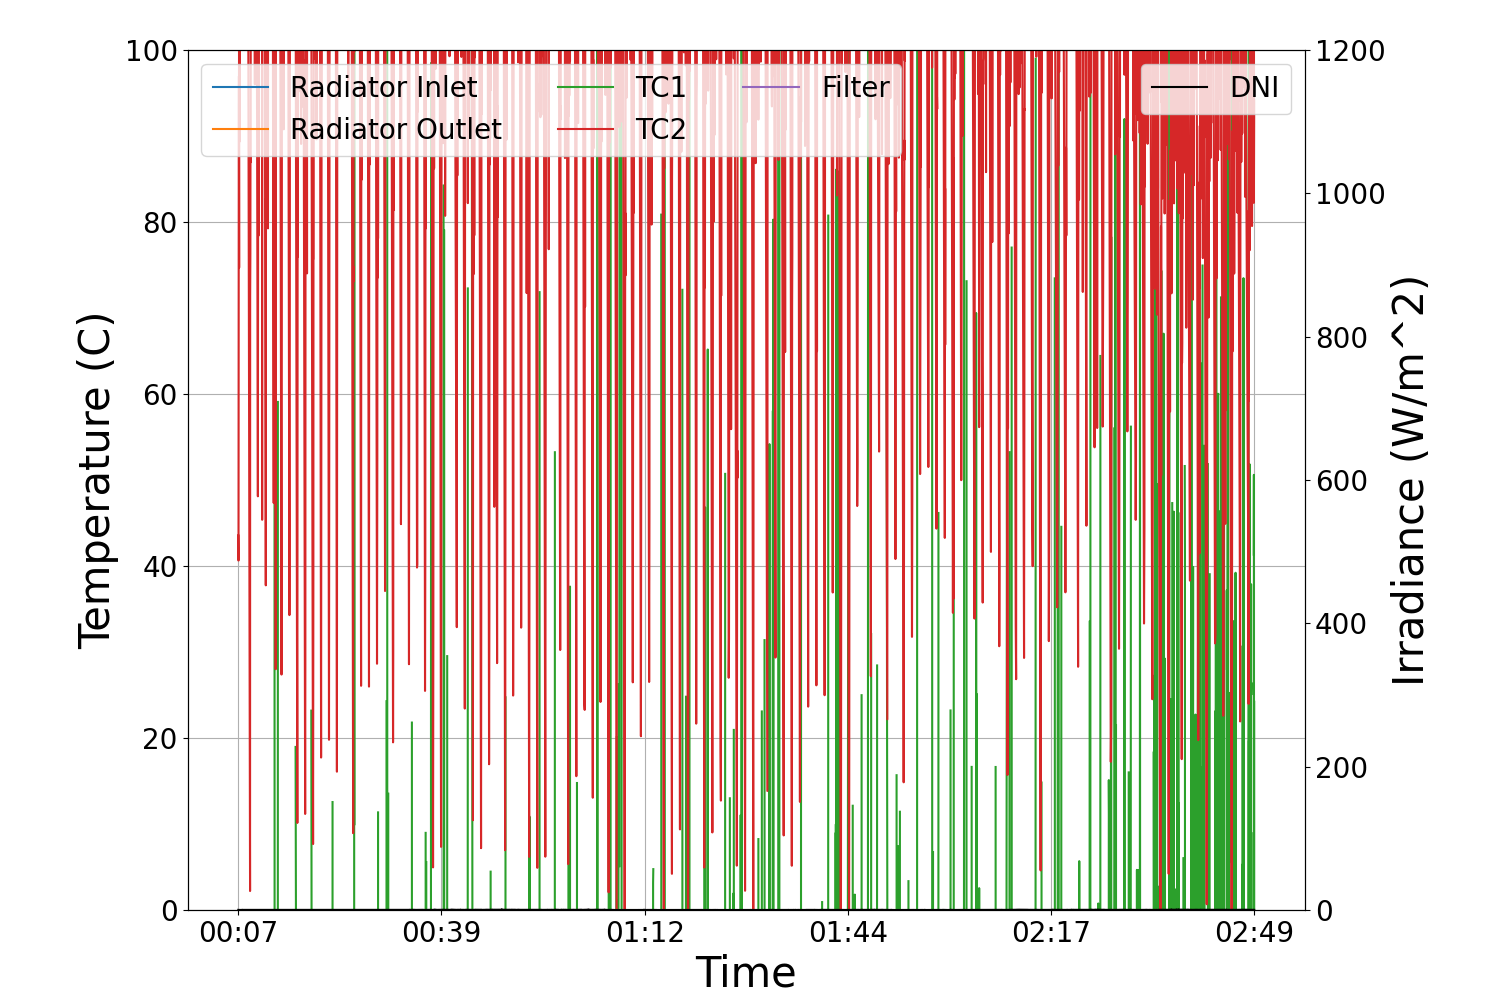 Radiator Inlet TC1 Filter
Radiator Outlet TC2
DNI
Temperature (C)
100
80
60
40
20
0
Irradiance (W/m^2)
1200
1000
800
600
400
200
0
00:07 00:39 01:12 01:44 02:17 02:49
Time